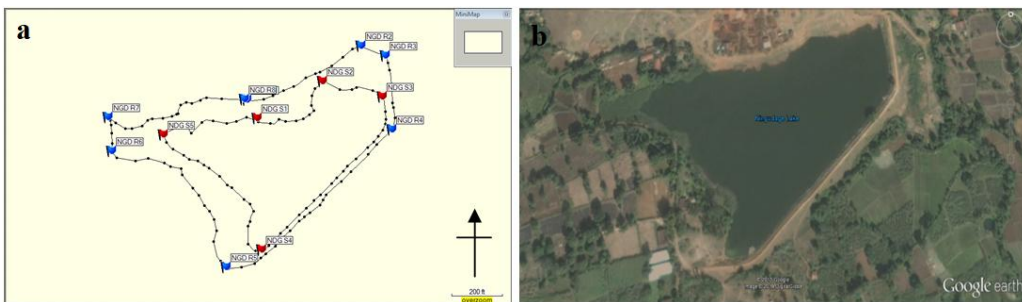 a
MiniMap
NGD R2
NGD R3
NDG S2
NDG S3
NGD R8
NDG S1
NGD R7
NDG S5
NGD R4
NGD R6
NDG S4
NGD R5
200 ft
overzoom
b
Lake
Google earth